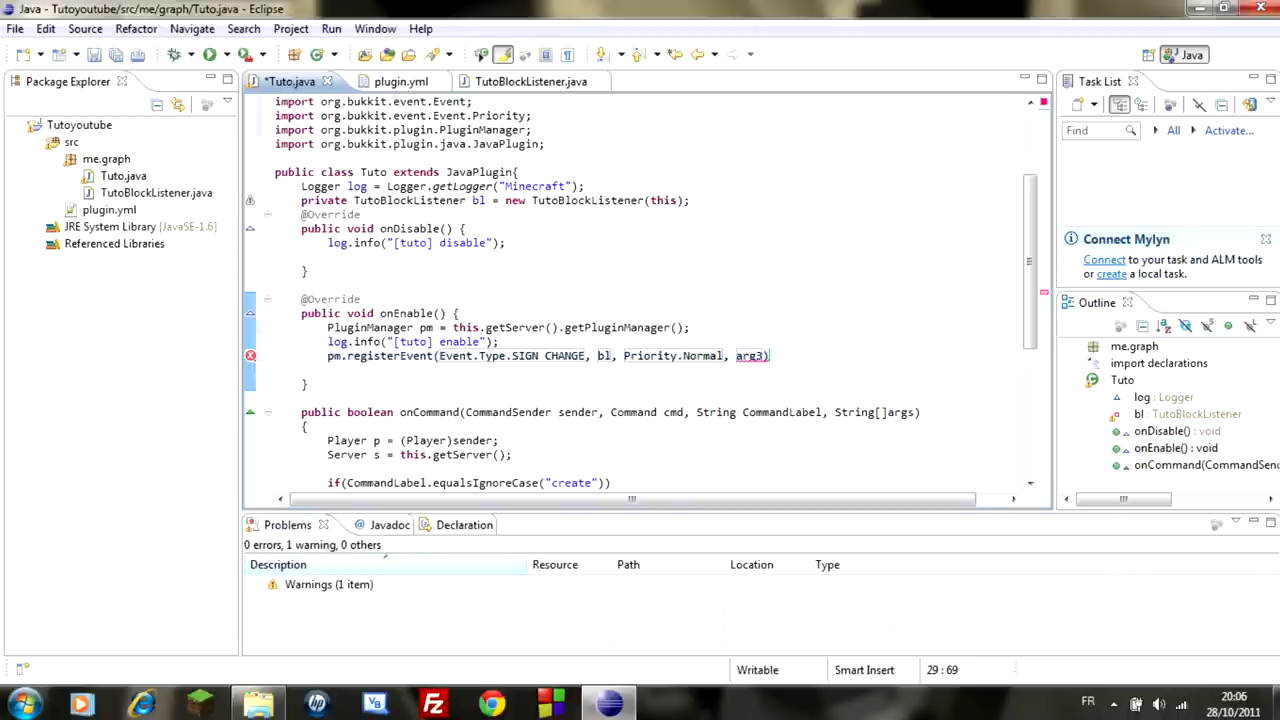 Java - Tutoyoutube/src/me/graph/Tuto.java - Eclipse
File Edit Source Refactor Navigate Search Project Run Window Help
Java
Package Explorer
*Tuto.java plugin.yml TutoBlockListener.java
Task List
Tutoyoutube
src
me.graph
Tuto.java
TutoBlockListener.java
plugin.yml
JRE System Library [JavaSE-1.6]
Referenced Libraries
import org.bukkit.event.Event;
import org.bukkit.event.Event.Priority;
import org.bukkit.plugin.PluginManager;
import org.bukkit.plugin.java.JavaPlugin;
public class Tuto extends JavaPlugin{
Logger log = Logger.getLogger("Minecraft");
private TutoBlockListener bl = new TutoBlockListener(this);
@Override
public void onDisable() {
log.info("[tuto] disable");
}
@Override
public void onEnable() {
PluginManager pm = this.getServer().getPluginManager();
log.info("[tuto] enable");
pm.registerEvent(Event.Type.SIGN_CHANGE, bl, Priority.Normal, arg3)
}
public boolean onCommand(CommandSender sender, Command cmd, String CommandLabel, String[]args)
{
Player p = (Player)sender;
Server s = this.getServer();
if(CommandLabel.equalsIgnoreCase("create"))
Find All Activate...
Connect Mylyn
Connect to your task and ALM tools
or create a local task.
Outline
me.graph
import declarations
Tuto
log : Logger
bl : TutoBlockListener
onDisable() : void
onEnable() : void
onCommand(CommandSen
Problems @ Javadoc Declaration
0 errors, 1 warning, 0 others
Description Resource Path Location Type
Warnings (1 item)
Writable Smart Insert 29 : 69
FR
20:06
28/10/2011